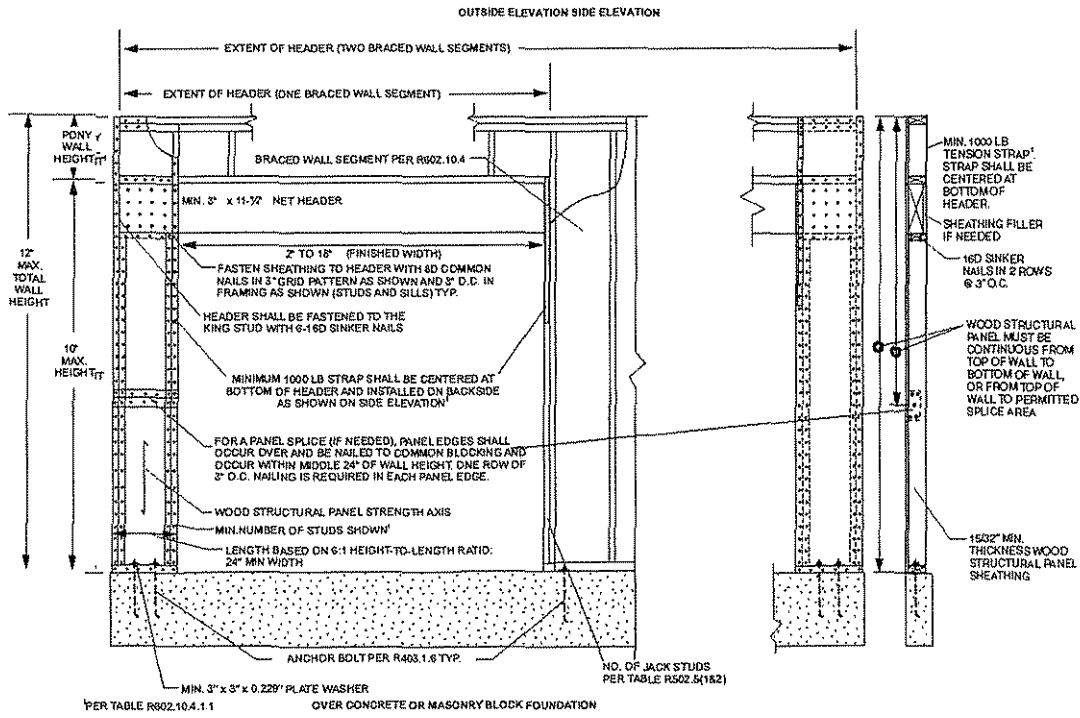 OUTSIDE ELEVATION SIDE ELEVATION
EXTENT OF HEADER (TWO BRACED WALL SEGMENTS)
EXTENT OF HEADER (ONE BRACED WALL SEGMENT)
PONY
WALL
HEIGHT
BRACED WALL SEGMENT PER R602.10.4
MIN. 3" x 11-¼" NET HEADER
2" TO 18" (FINISHED WIDTH)
FASTEN SHEATHING TO HEADER WITH 8D COMMON
NAILS IN 3" GRID PATTERN AS SHOWN AND 3" O.C. IN
FRAMING AS SHOWN (STUDS AND SILLS) TYP.
HEADER SHALL BE FASTENED TO THE
KING STUD WITH 6-16D SINKER NAILS
12"
MAX.
TOTAL
WALL
HEIGHT
10"
MAX.
HEIGHT
MINIMUM 1000 LB STRAP SHALL BE CENTERED AT
BOTTOM OF HEADER AND INSTALLED ON BACKSIDE
AS SHOWN ON SIDE ELEVATION¹
FOR A PANEL SPLICE (IF NEEDED), PANEL EDGES SHALL
OCCUR OVER AND BE NAILED TO COMMON BLOCKING AND
OCCUR WITHIN MIDDLE 24" OF WALL HEIGHT. ONE ROW OF
3" O.C. NAILING IS REQUIRED IN EACH PANEL EDGE.
WOOD STRUCTURAL PANEL STRENGTH AXIS
MIN.NUMBER OF STUDS SHOWN¹
LENGTH BASED ON 6:1 HEIGHT-TO-LENGTH RATIO:
24" MIN WIDTH
MIN. 1000 LB
TENSION STRAP¹.
STRAP SHALL BE
CENTERED AT
BOTTOM OF
HEADER.
SHEATHING FILLER
IF NEEDED
16D SINKER
NAILS IN 2 ROWS
@ 3" O.C.
WOOD STRUCTURAL
PANEL MUST BE
CONTINUOUS FROM
TOP OF WALL TO
BOTTOM OF WALL,
OR FROM TOP OF
WALL TO PERMITTED
SPLICE AREA
15/32" MIN.
THICKNESS WOOD
STRUCTURAL PANEL
SHEATHING
ANCHOR BOLT PER R403.1.6 TYP.
NO. OF JACK STUDS
PER TABLE R502.5(1&2)
MIN. 3" x 3" x 0.229" PLATE WASHER
¹PER TABLE R602.10.4.1.1
OVER CONCRETE OR MASONRY BLOCK FOUNDATION